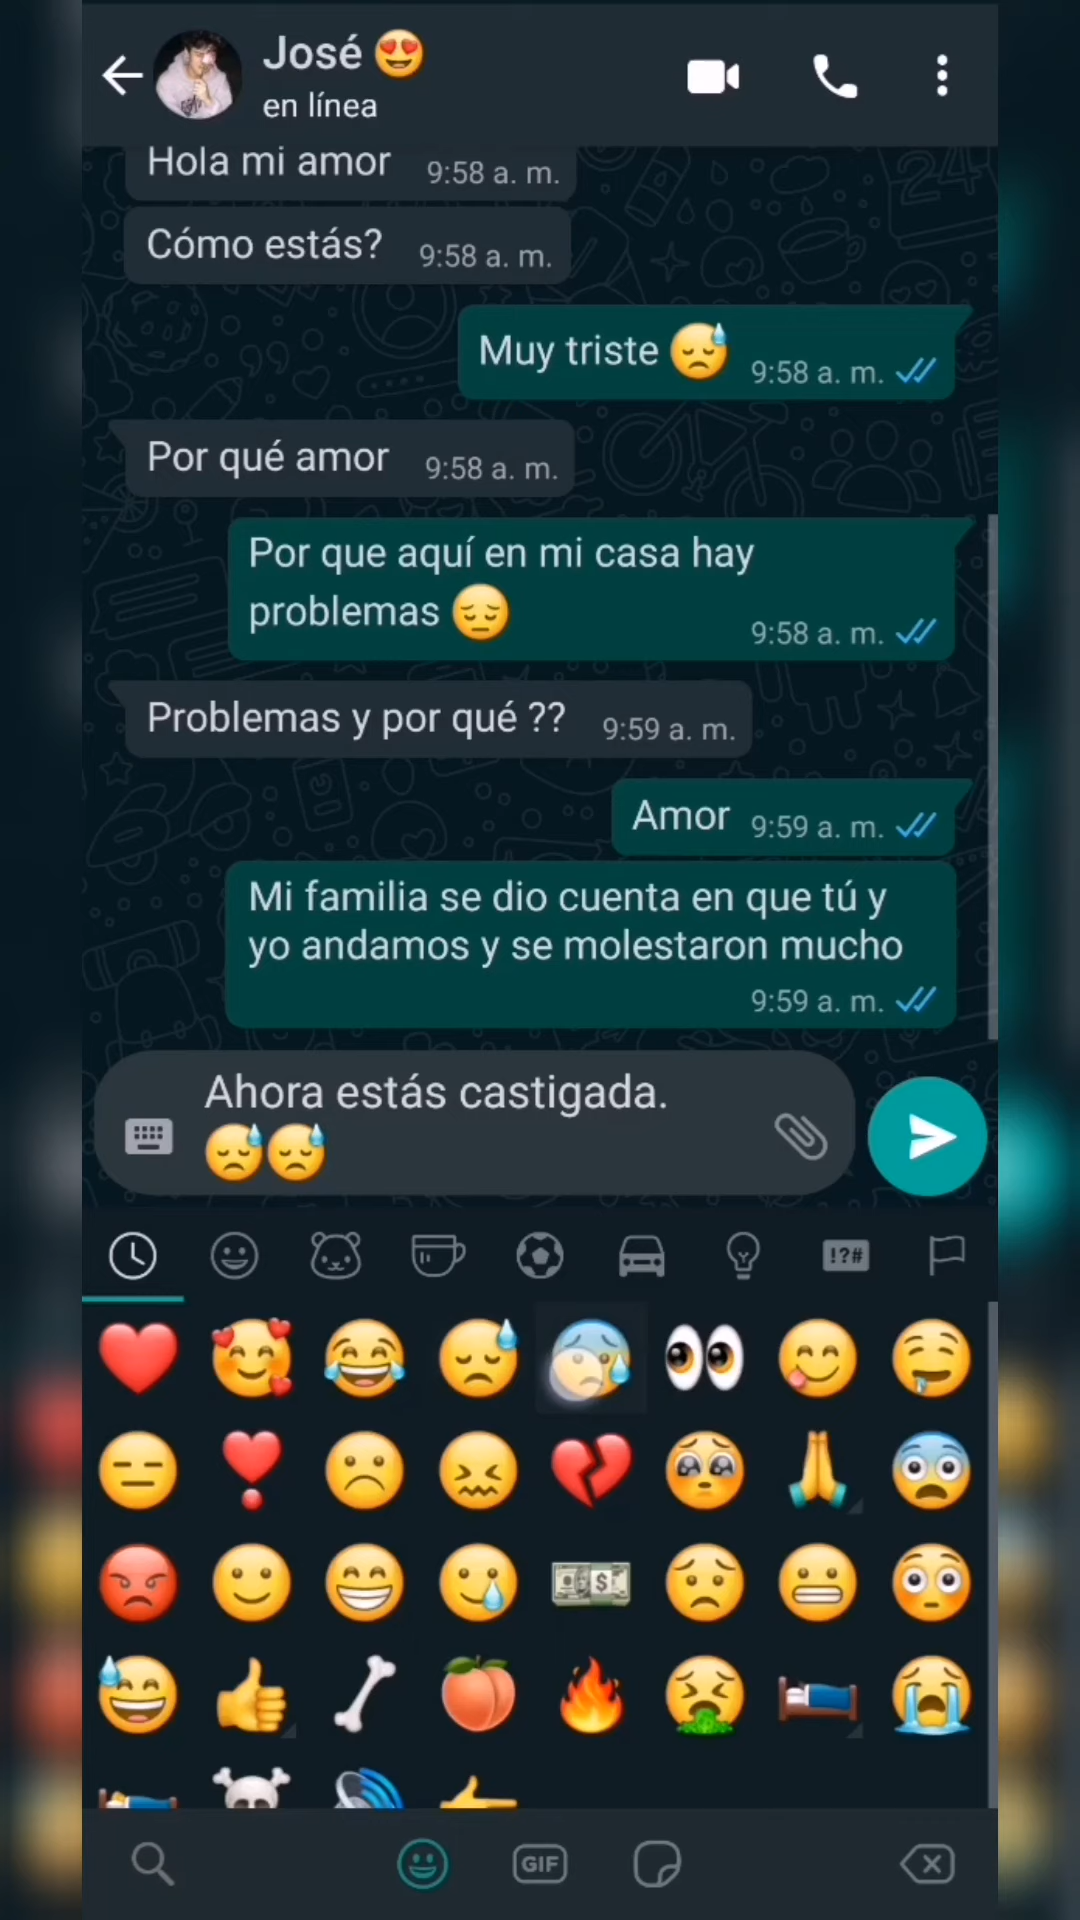 José 😍
en línea
Hola mi amor 9:58 a. m.
Cómo estás? 9:58 a. m.
Muy triste 😓 9:58 a. m.
Por qué amor 9:58 a. m.
Por que aquí en mi casa hay
problemas 😔 9:58 a. m.
Problemas y por qué ?? 9:59 a. m.
Amor 9:59 a. m.
Mi familia se dio cuenta en que tú y
yo andamos y se molestaron mucho
9:59 a. m.
Ahora estás castigada.
😓😓
!?#
GIF